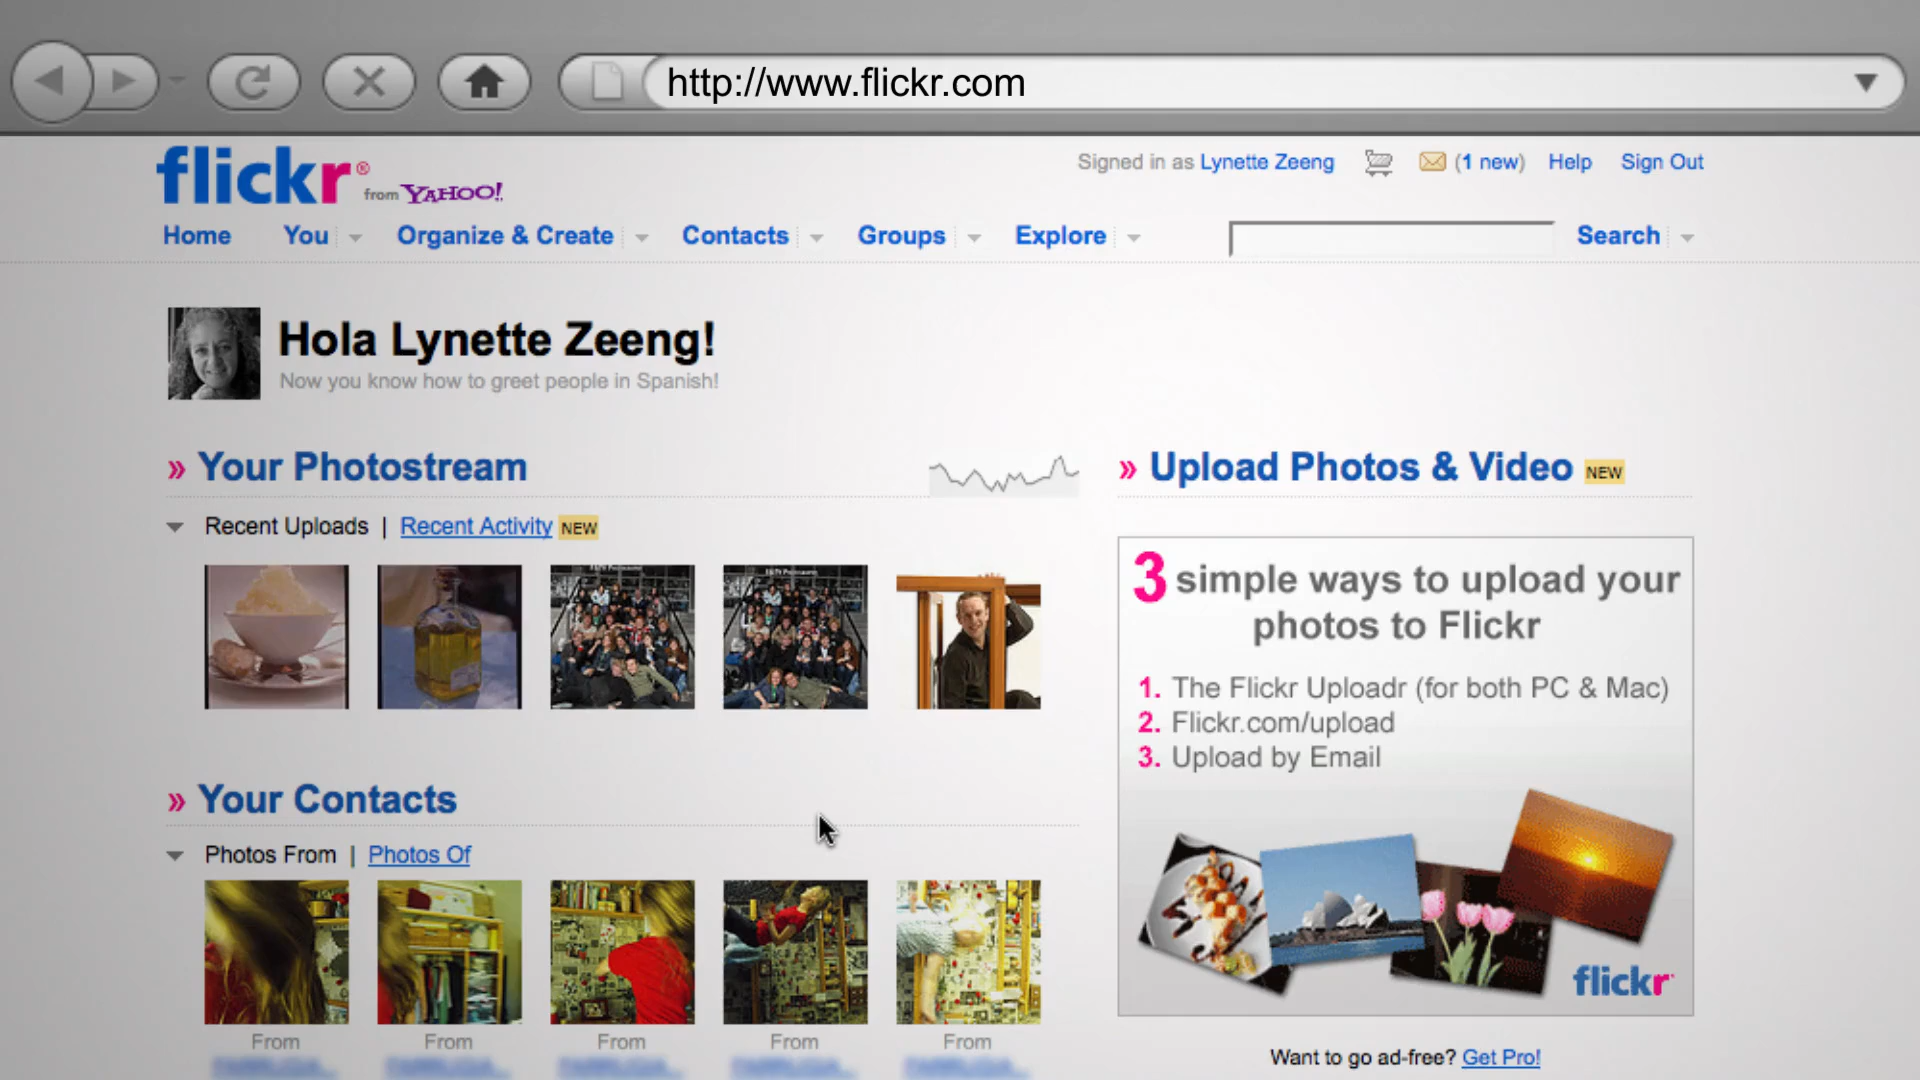 http://www.flickr.com
flickr® from YAHOO!
Signed in as Lynette Zeeng (1 new) Help Sign Out
Home You Organize & Create Contacts Groups Explore Search
Hola Lynette Zeeng!
Now you know how to greet people in Spanish!
» Your Photostream
Recent Uploads | Recent Activity NEW
» Your Contacts
Photos From | Photos Of
From From From From From
» Upload Photos & Video NEW
3 simple ways to upload your
photos to Flickr
1. The Flickr Uploadr (for both PC & Mac)
2. Flickr.com/upload
3. Upload by Email
flickr
Want to go ad-free? Get Pro!